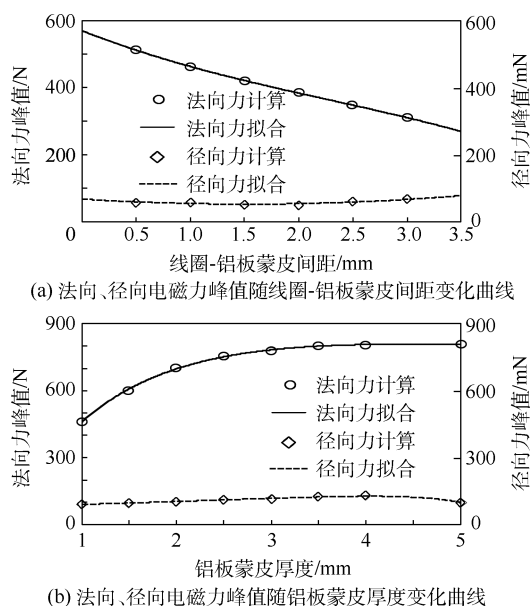 600
400
200
0
法向力峰值/N
600
400
200
0
径向力峰值/mN
法向力计算
法向力拟合
径向力计算
径向力拟合
0 0.5 1.0 1.5 2.0 2.5 3.0 3.5
线圈-铝板蒙皮间距/mm
(a) 法向、径向电磁力峰值随线圈-铝板蒙皮间距变化曲线
900
600
300
0
法向力峰值/N
900
600
300
0
径向力峰值/mN
法向力计算
法向力拟合
径向力计算
径向力拟合
1 2 3 4 5
铝板蒙皮厚度/mm
(b) 法向、径向电磁力峰值随铝板蒙皮厚度变化曲线